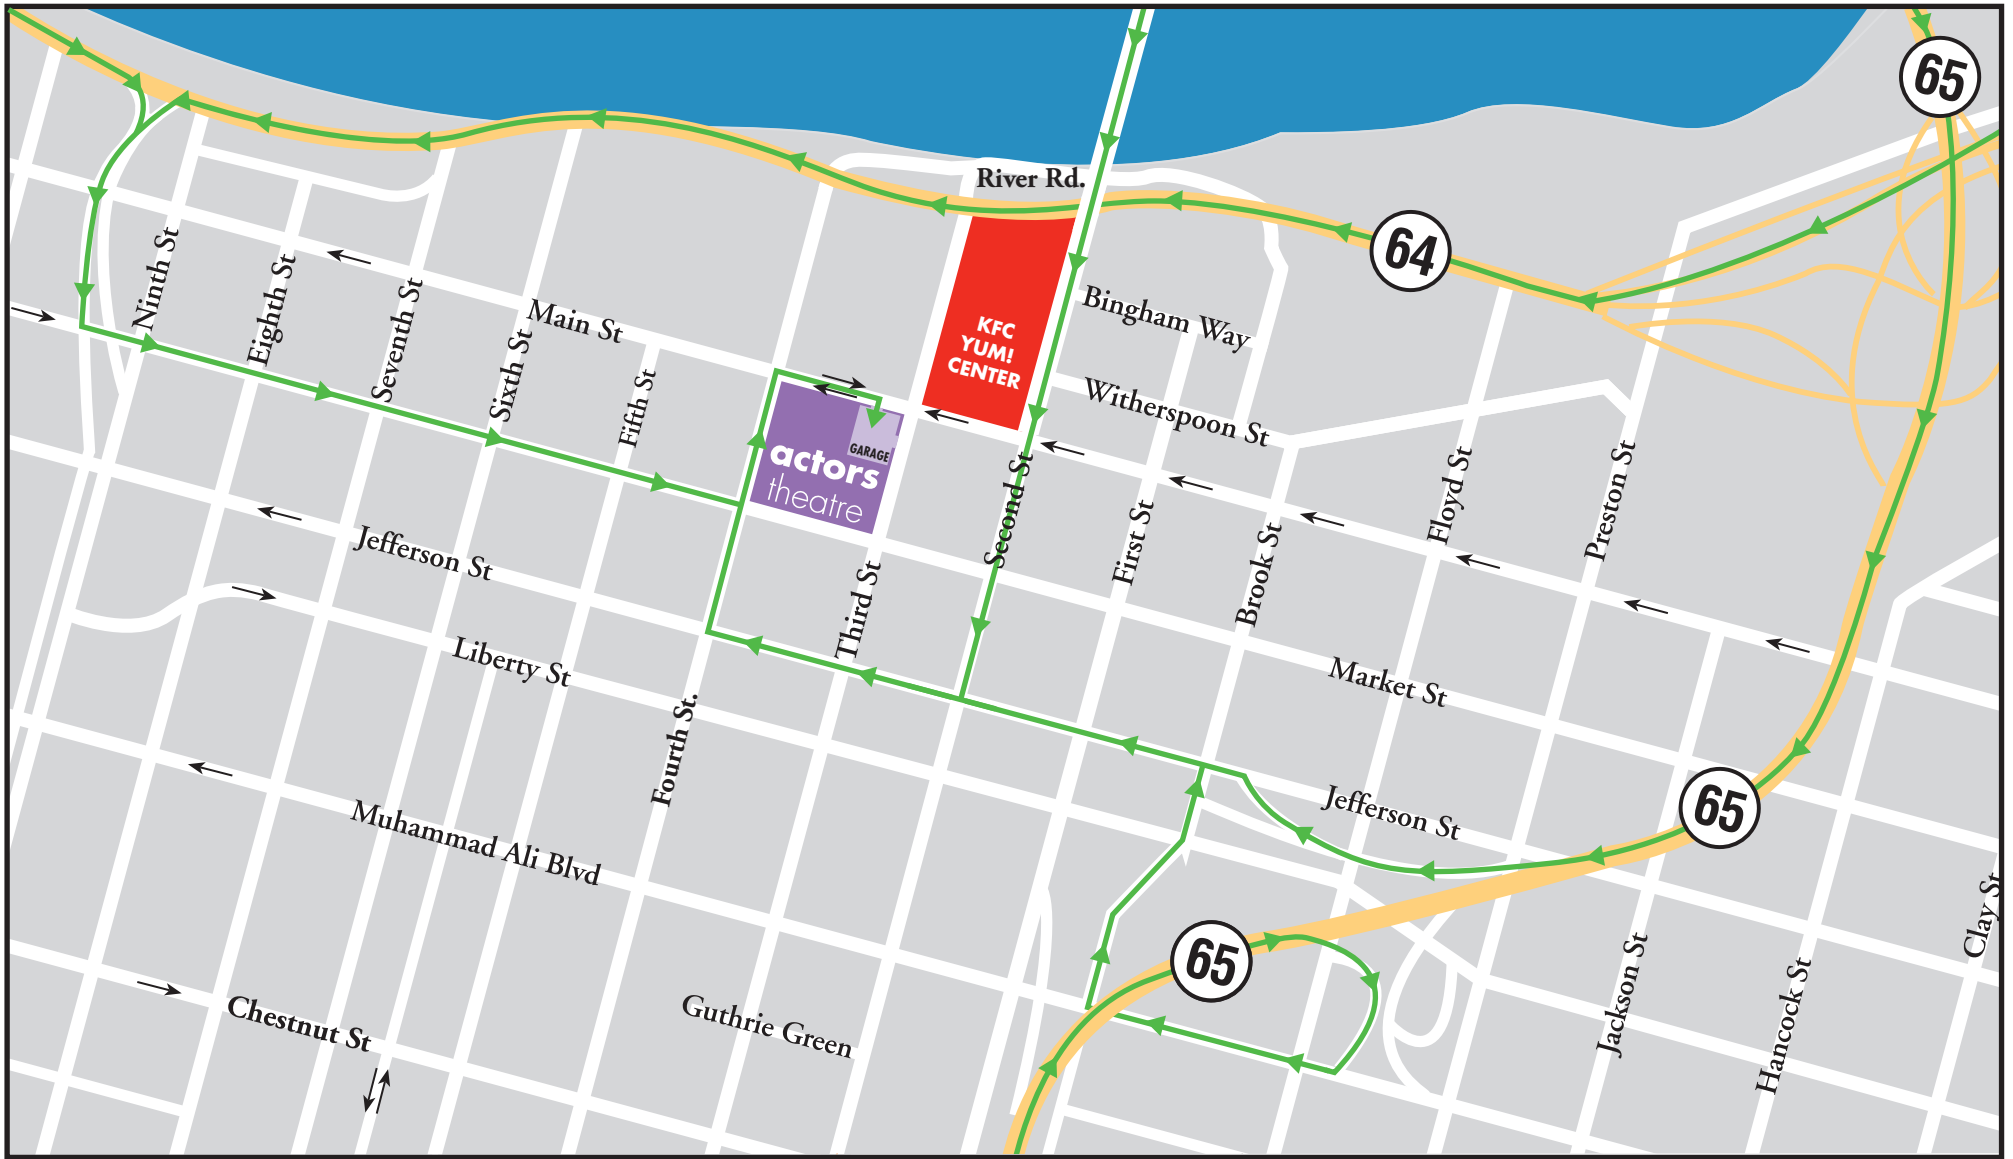 65
River Rd.
64
Ninth St
Eighth St
Seventh St
Sixth St
Fifth St
Main St
KFC
YUM!
CENTER
Bingham Way
Witherspoon St
GARAGE
actors
theatre
Second St
First St
Brook St
Floyd St
Preston St
Jefferson St
Third St
Liberty St
Market St
Fourth St.
Jefferson St
65
Muhammad Ali Blvd
Clay St
65
Jackson St
Hancock St
Chestnut St
Guthrie Green